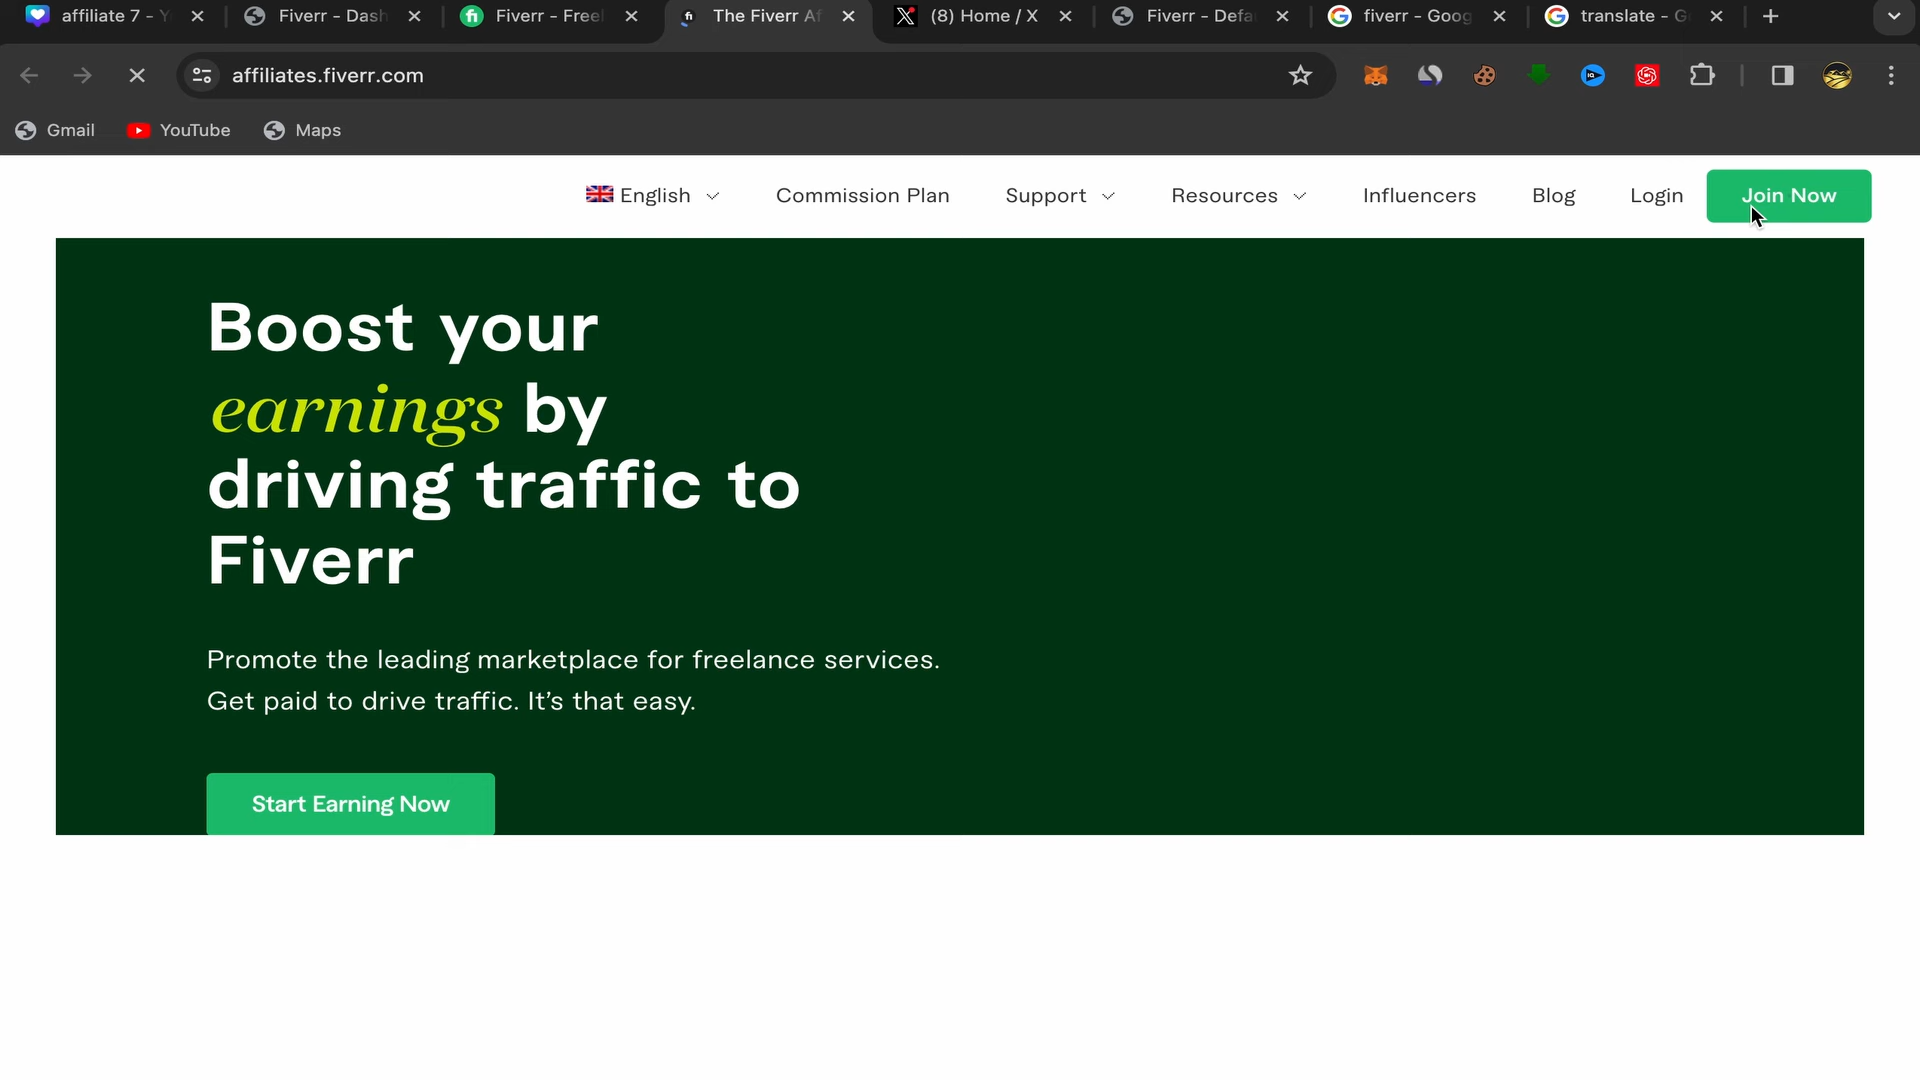 affiliate 7 - Y
Fiverr - Dash
Fiverr - Freel
The Fiverr Af
(8) Home / X
Fiverr - Defa
fiverr - Goog
translate - G
affiliates.fiverr.com
Gmail
YouTube
Maps
English
Commission Plan
Support
Resources
Influencers
Blog
Login
Join Now
Boost your
earnings by
driving traffic to
Fiverr
Promote the leading marketplace for freelance services.
Get paid to drive traffic. It’s that easy.
Start Earning Now